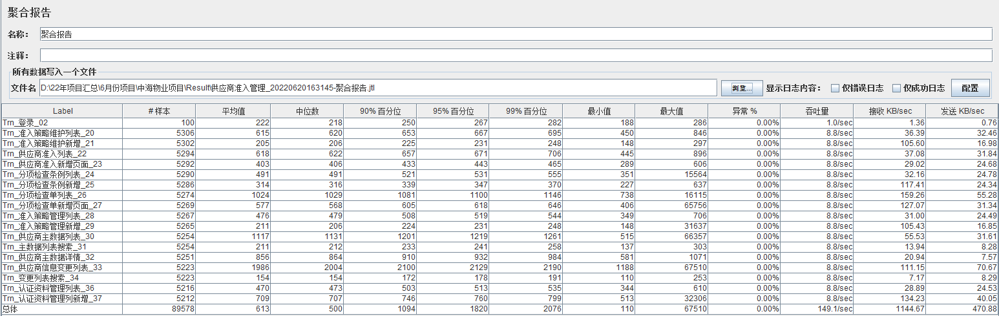 聚合报告
名称： 聚合报告
注释：
所有数据写入一个文件
文件名 D:\22年项目汇总\6月份项目\中海物业项目\Result\供应商准入管理_20220620163145-聚合报告.jtl 浏览... 显示日志内容： 仅错误日志 仅成功日志 配置
Label # 样本 平均值 中位数 90% 百分位 95% 百分位 99% 百分位 最小值 最大值 异常 % 吞吐量 接收 KB/sec 发送 KB/sec
Trn_登录_02 100 222 218 250 267 282 188 286 0.00% 1.0/sec 1.36 0.76
Trn_准入策略维护列表_20 5306 615 620 653 667 695 450 846 0.00% 8.8/sec 36.39 32.46
Trn_准入策略维护新增_21 5302 205 206 225 231 248 148 297 0.00% 8.8/sec 105.60 16.98
Trn_供应商准入列表_22 5294 618 622 657 671 706 445 896 0.00% 8.8/sec 37.08 31.84
Trn_供应商准入新增页面_23 5292 403 406 433 443 465 289 606 0.00% 8.8/sec 29.02 24.68
Trn_分项检查条例列表_24 5290 491 491 521 531 555 351 15564 0.00% 8.8/sec 32.16 24.78
Trn_分项检查条例新增_25 5286 314 316 339 347 370 227 637 0.00% 8.8/sec 117.41 24.34
Trn_分项检查单列表_26 5274 1024 1029 1081 1100 1146 738 16115 0.00% 8.8/sec 159.26 55.28
Trn_分项检查单新增页面_27 5269 577 568 605 618 646 406 65756 0.00% 8.8/sec 127.07 31.34
Trn_准入策略管理列表_28 5267 476 479 508 519 544 349 706 0.00% 8.8/sec 31.00 24.49
Trn_准入策略管理新增_29 5265 211 206 224 231 248 148 31637 0.00% 8.8/sec 105.43 16.85
Trn_供应商主数据列表_30 5254 1117 1131 1201 1219 1261 515 66357 0.00% 8.8/sec 55.53 31.61
Trn_主数据列表搜索_31 5254 211 212 233 241 258 137 303 0.00% 8.8/sec 13.94 8.28
Trn_供应商主数据详情_32 5251 856 864 910 932 984 581 1071 0.00% 8.8/sec 20.94 7.57
Trn_供应商信息变更列表_33 5223 1986 2004 2100 2129 2190 1188 67510 0.00% 8.8/sec 111.15 70.67
Trn_变更列表搜索_34 5223 154 154 172 178 191 110 253 0.00% 8.8/sec 7.17 8.29
Trn_认证资料管理列表_36 5216 470 473 503 513 535 344 610 0.00% 8.8/sec 28.89 24.53
Trn_认证资料管理列新增_37 5212 709 707 746 760 799 513 32306 0.00% 8.8/sec 134.23 40.05
总体 89578 613 500 1094 1820 2076 110 67510 0.00% 149.1/sec 1144.67 470.88